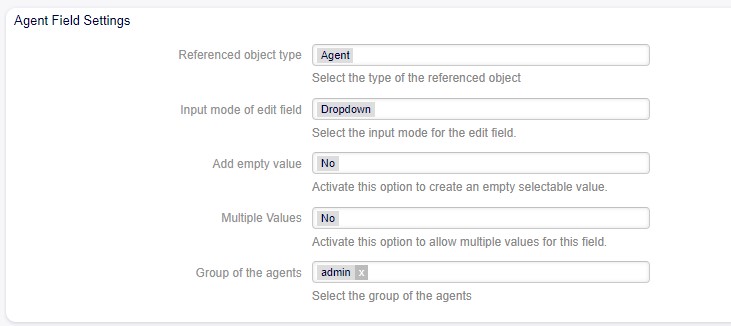 Agent Field Settings
Referenced object type Agent
Select the type of the referenced object
Input mode of edit field Dropdown
Select the input mode for the edit field.
Add empty value No
Activate this option to create an empty selectable value.
Multiple Values No
Activate this option to allow multiple values for this field.
Group of the agents admin x
Select the group of the agents